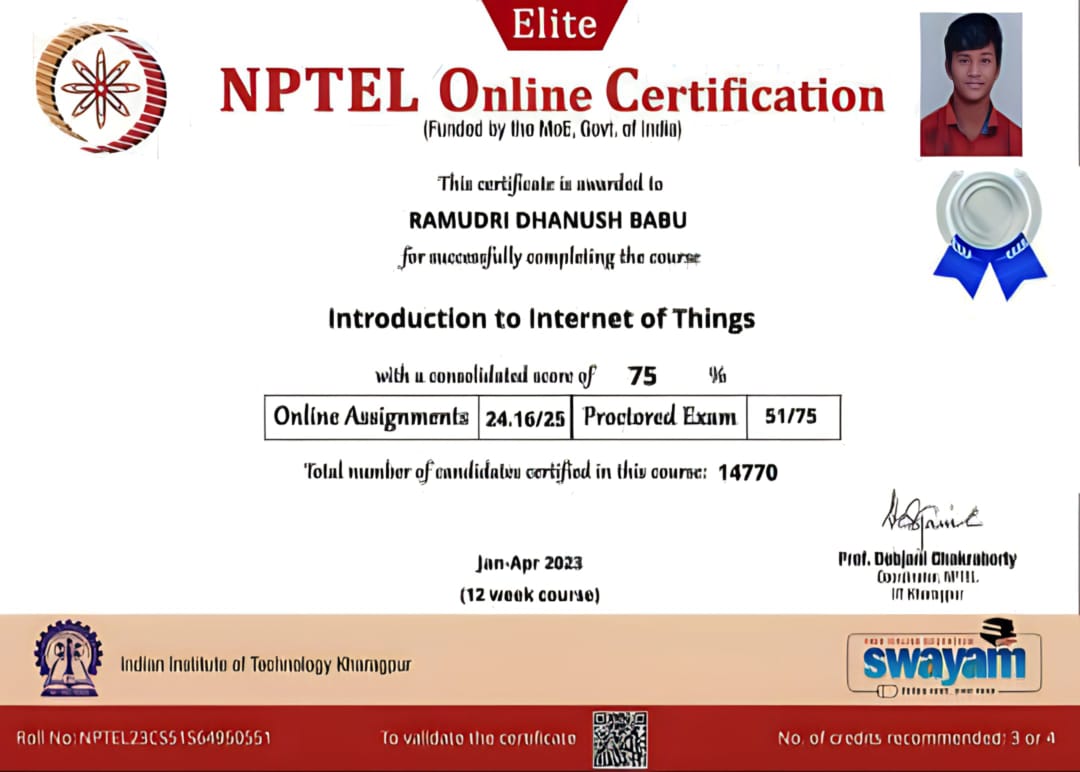 Elite
NPTEL Online Certification
(Funded by the MoE, Govt. of India)
This certificate is awarded to
RAMUDRI DHANUSH BABU
for successfully completing the course
Introduction to Internet of Things
with a consolidated score of 75 %
Online Assignments 24.16/25 Proctored Exam 51/75
Total number of candidates certified in this course: 14770
Jan-Apr 2023
(12 week course)
Prof. Debjani Chakraborty
Coordinator, NPTEL
IIT Kharagpur
Indian Institute of Technology Kharagpur
swayam
Roll No: NPTEL23CS51S64950551
To validate the certificate
No. of credits recommended: 3 or 4